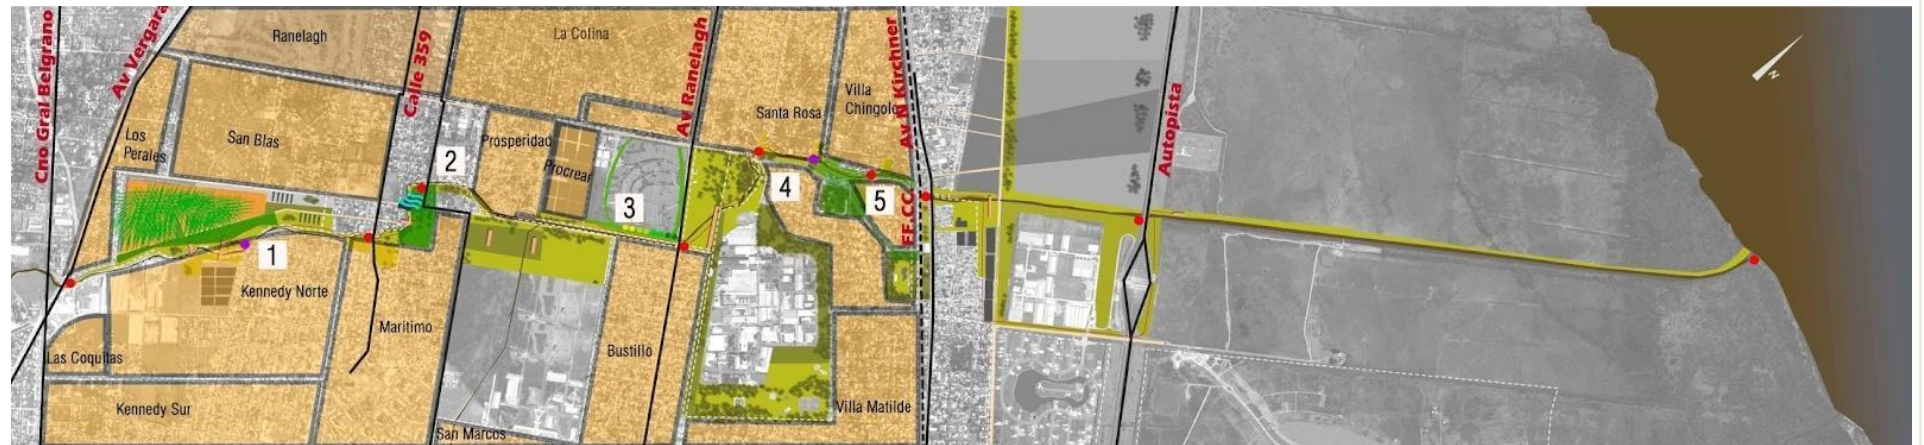 Cno Gral Belgrano
Av Vergara
Ranelagh
Calle 359
La Colina
Av Ranelagh
Av N Kirchner
Villa
Chingolo
Santa Rosa
Los
Perales
San Blas
Prosperidad
Procrear
Autopista
N
1
2
3
4
5
FF.CC.
Kennedy Norte
Maritimo
Las Coquitas
Bustillo
Kennedy Sur
San Marcos
Villa Matilde